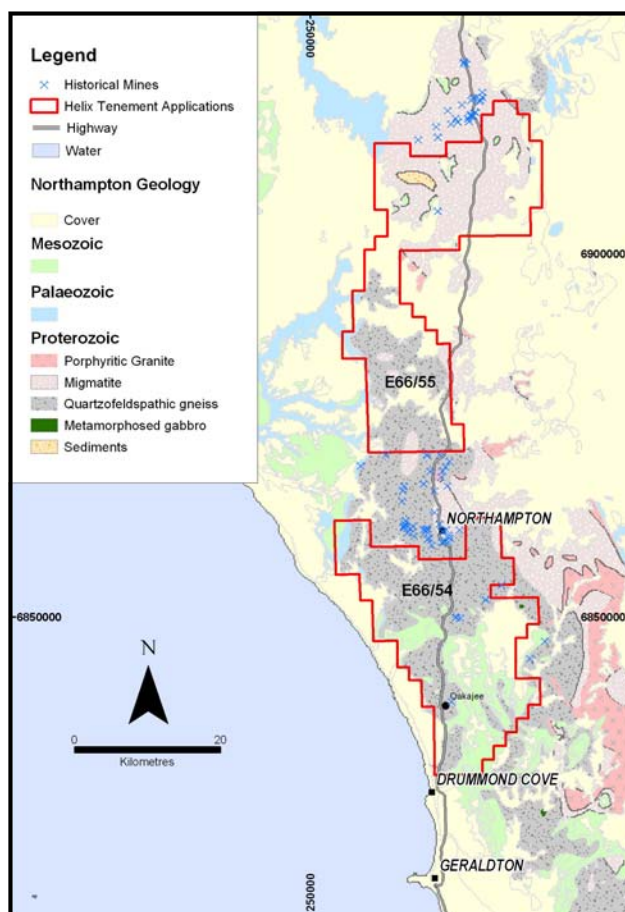 Legend
Historical Mines
Helix Tenement Applications
Highway
Water
Northampton Geology
Cover
Mesozoic
Palaeozoic
Proterozoic
Porphyritic Granite
Migmatite
Quartzofeldspathic gneiss
Metamorphosed gabbro
Sediments
250000
6900000
E66/55
NORTHAMPTON
E66/54
6850000
6850000
N
Oakajee
0 20
Kilometres
DRUMMOND COVE
GERALDTON
250000